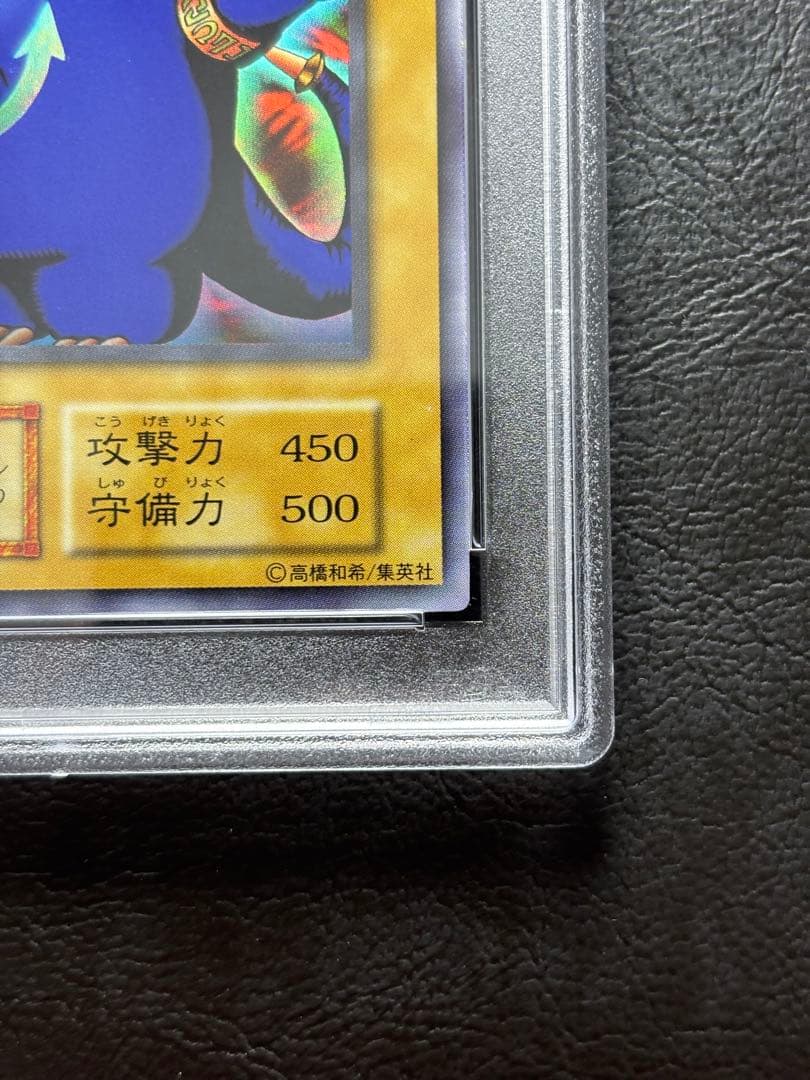 こう げき りょく
攻撃力 450
しゅ び りょく
守備力 500
©高橋和希/集英社